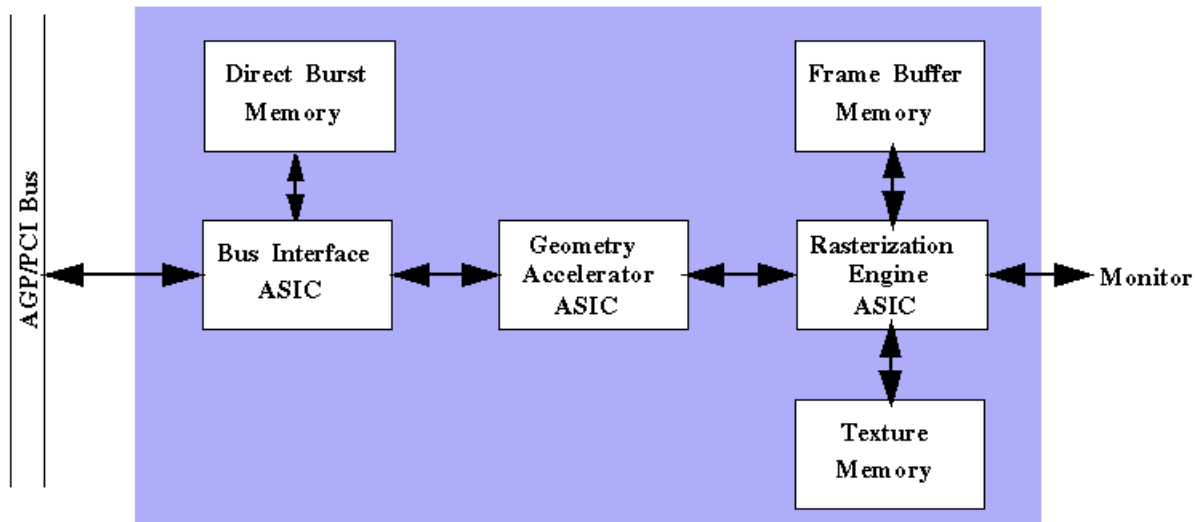 AGP/PCI Bus
Direct Burst
Memory
Frame Buffer
Memory
Bus Interface
ASIC
Geometry
Accelerator
ASIC
Rasterization
Engine
ASIC
Monitor
Texture
Memory